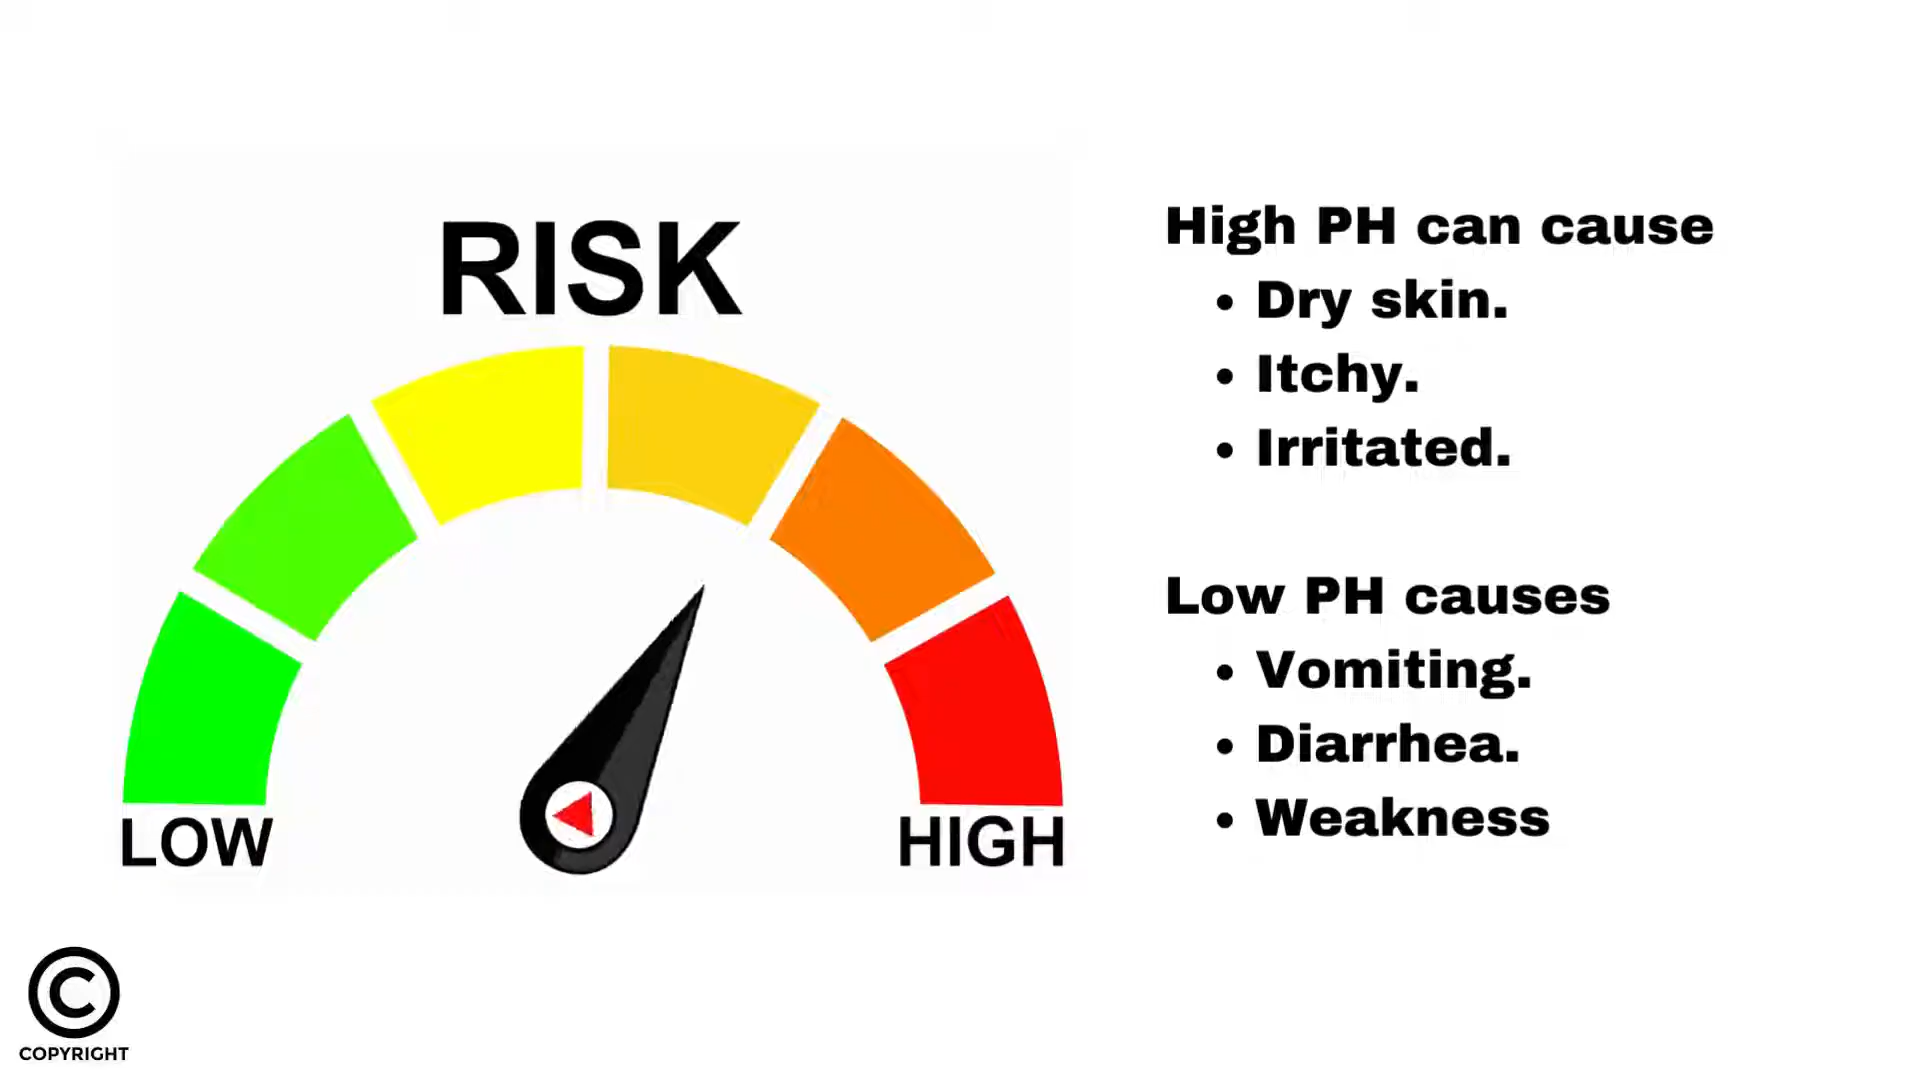 RISK
LOW
HIGH
High PH can cause
• Dry skin.
• Itchy.
• Irritated.
Low PH causes
• Vomiting.
• Diarrhea.
• Weakness
C
COPYRIGHT